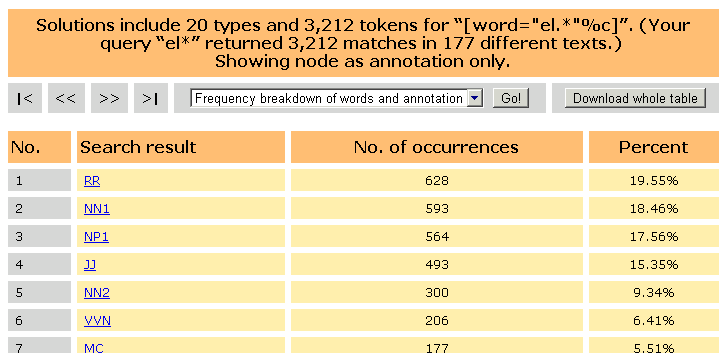 Solutions include 20 types and 3,212 tokens for “[word="el.*"%c]”. (Your
query “el*” returned 3,212 matches in 177 different texts.)
Showing node as annotation only.
|< << >> >| Frequency breakdown of words and annotation Go! Download whole table
No. Search result No. of occurrences Percent
1 RR 628 19.55%
2 NN1 593 18.46%
3 NP1 564 17.56%
4 JJ 493 15.35%
5 NN2 300 9.34%
6 VVN 206 6.41%
7 MC 177 5.51%